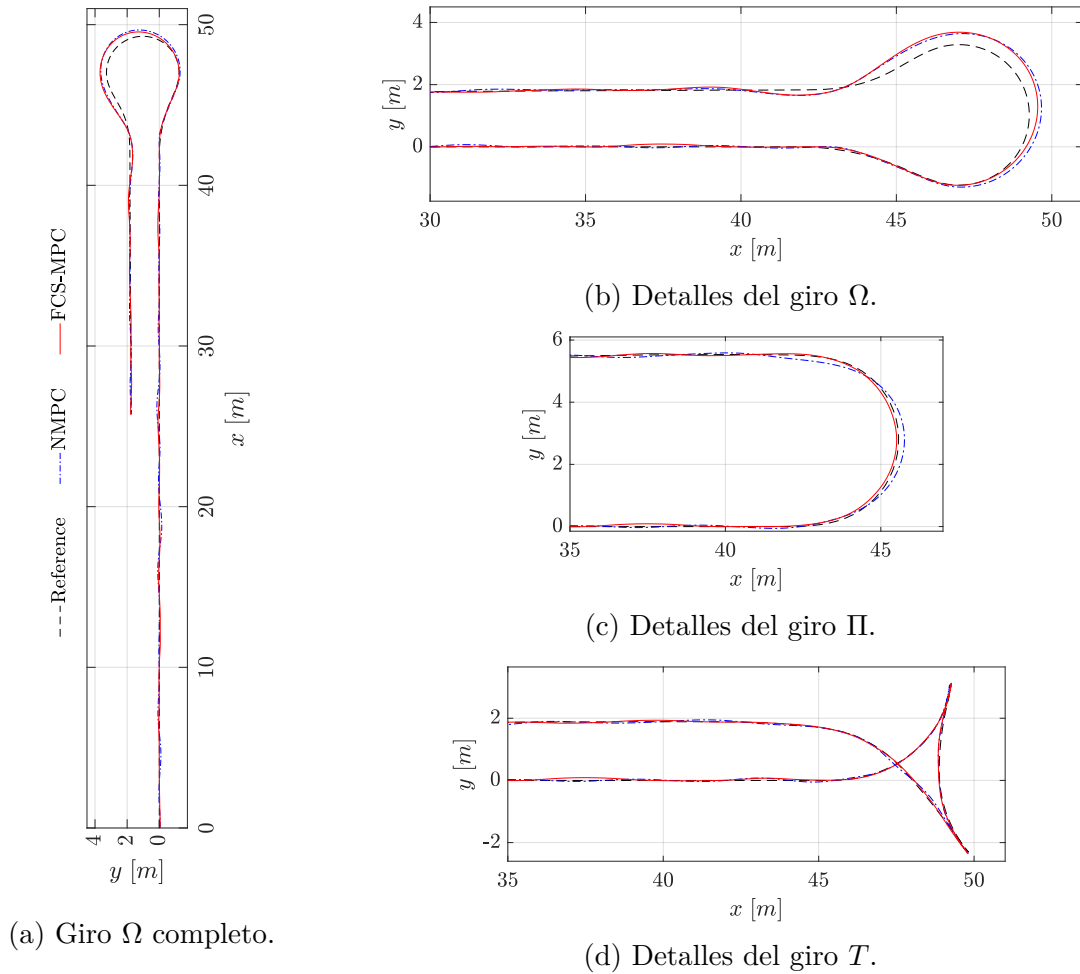 4
2
0
y [m]
0
10
20
30
40
50
x [m]
Reference
NMPC
FCS-MPC
(a) Giro Ω completo.
4
2
0
y [m]
30
35
40
45
50
x [m]
(b) Detalles del giro Ω.
6
4
2
0
y [m]
35
40
45
x [m]
(c) Detalles del giro Π.
2
0
-2
y [m]
35
40
45
50
x [m]
(d) Detalles del giro T.